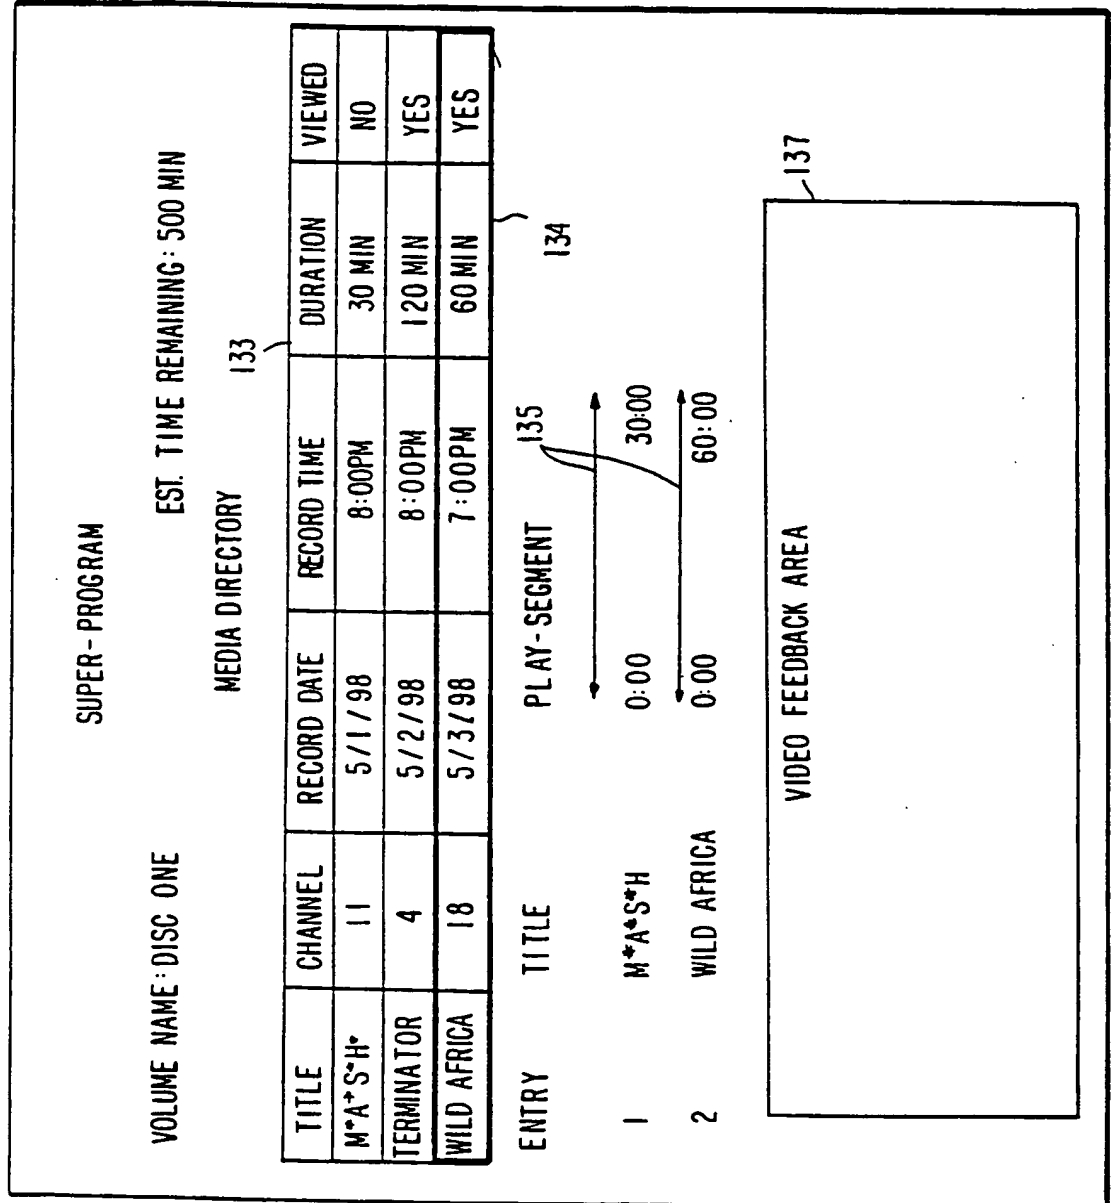 SUPER-PROGRAM
VOLUME NAME: DISC ONE EST. TIME REMAINING: 500 MIN
MEDIA DIRECTORY
133
TITLE CHANNEL RECORD DATE RECORD TIME DURATION VIEWED
M*A*S*H* 11 5/1/98 8:00PM 30 MIN NO
TERMINATOR 4 5/2/98 8:00PM 120 MIN YES
WILD AFRICA 18 5/3/98 7:00PM 60 MIN YES
134
ENTRY TITLE PLAY-SEGMENT 135
1 M*A*S*H 0:00 30:00
2 WILD AFRICA 0:00 60:00
137
VIDEO FEEDBACK AREA